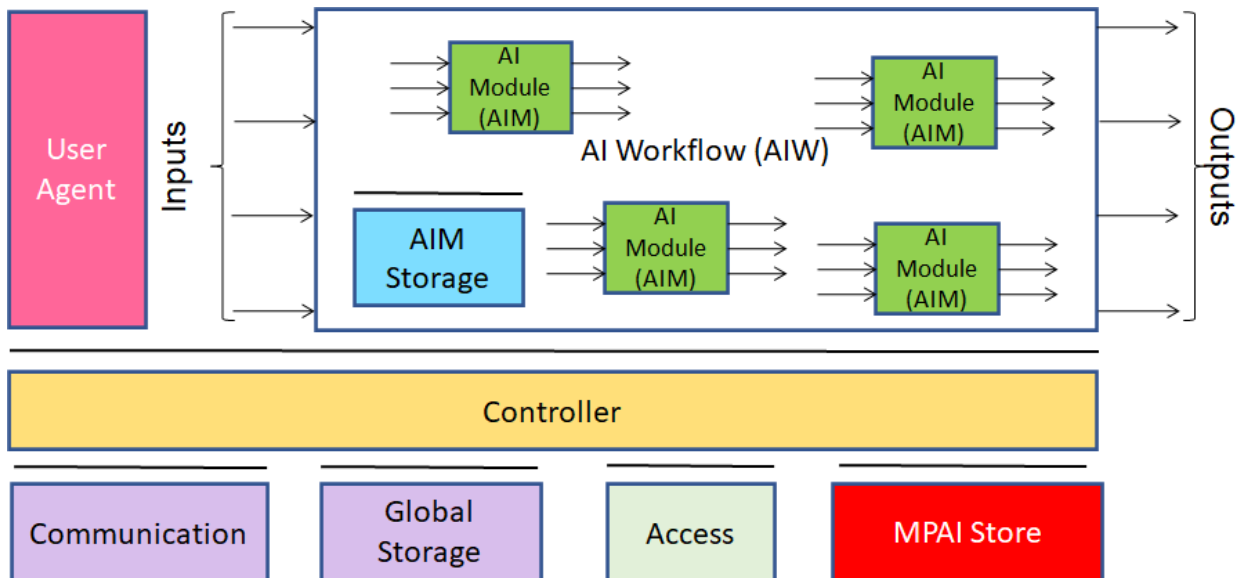 User
Agent
Inputs
AI
Module
(AIM)
AI
Module
(AIM)
AI Workflow (AIW)
AIM
Storage
AI
Module
(AIM)
AI
Module
(AIM)
Outputs
Controller
Communication
Global
Storage
Access
MPAI Store